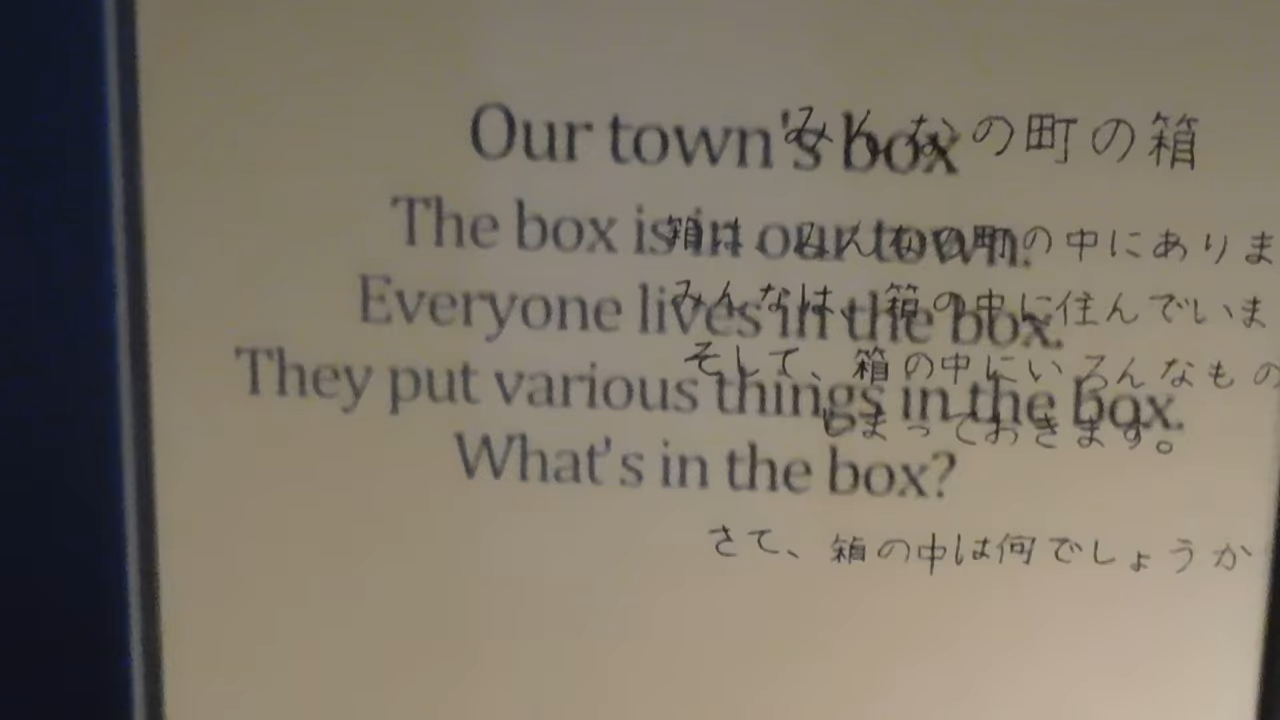 Our town's box
みんなの町の箱
The box is in our town.
箱は みんなの町の中にありま
Everyone lives in the box.
みんなは、箱の中に住んでいま
They put various things in the box.
そして、箱の中にいろんなもの
しまっておきます。
What's in the box?
さて、箱の中は何でしょうか